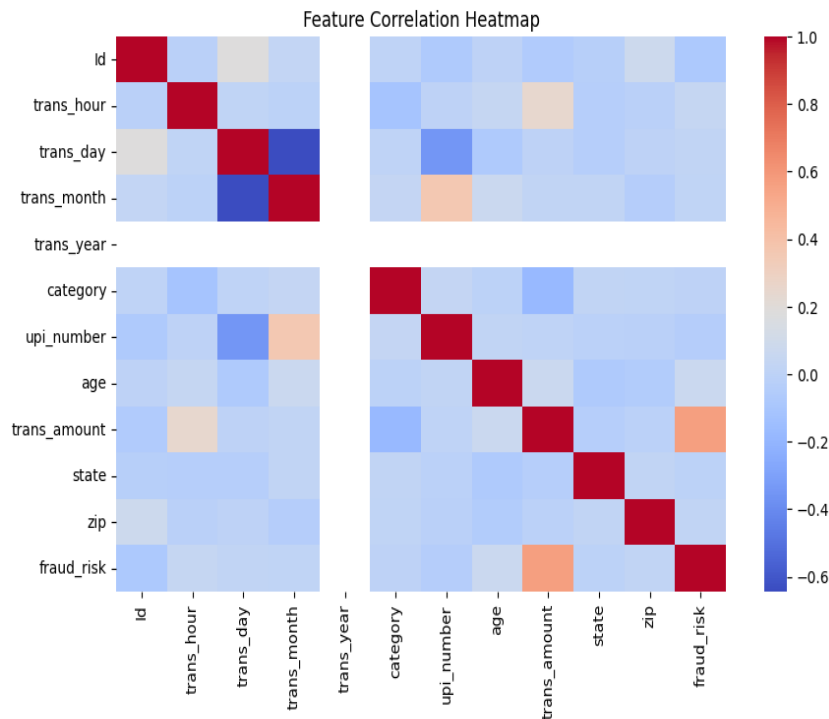 Feature Correlation Heatmap
Id
trans_hour
trans_day
trans_month
trans_year
category
upi_number
age
trans_amount
state
zip
fraud_risk
Id
trans_hour
trans_day
trans_month
trans_year
category
upi_number
age
trans_amount
state
zip
fraud_risk
1.0
0.8
0.6
0.4
0.2
0.0
−0.2
−0.4
−0.6